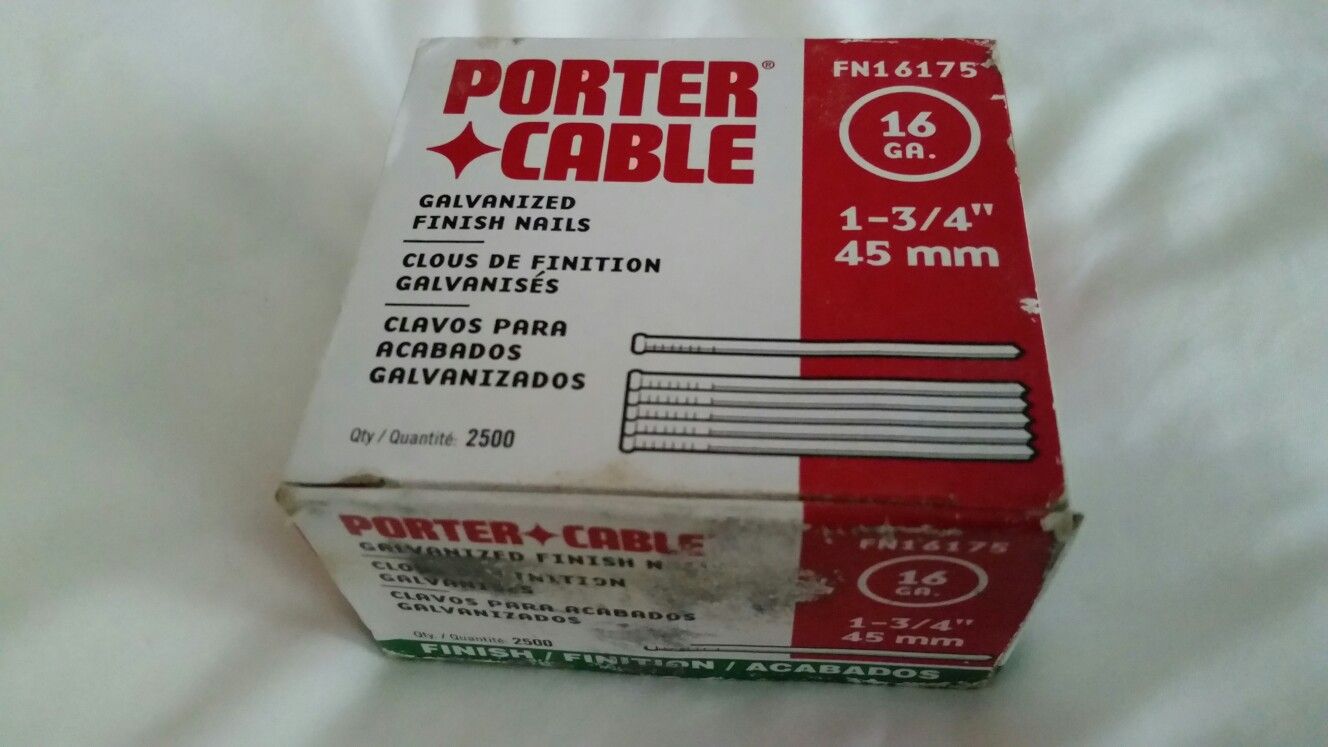 PORTER®
CABLE
GALVANIZED
FINISH NAILS
CLOUS DE FINITION
GALVANISÉS
CLAVOS PARA
ACABADOS
GALVANIZADOS
Qty / Quantité: 2500
FN16175
16
GA.
1-3/4"
45 mm
PORTER CABLE
GALVANIZED FINISH
GALVANISÉS
CLAVOS PARA ACABADOS
GALVANIZADOS
Qty. / Quantité: 2500
FN16175
16
GA.
1-3/4"
45 mm
FINISH / FINITION / ACABADOS